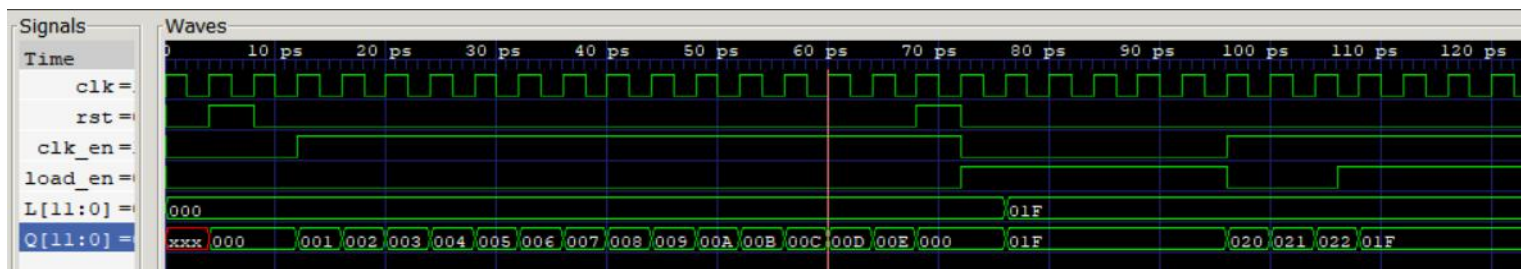 Signals Waves
Time 0 10 ps 20 ps 30 ps 40 ps 50 ps 60 ps 70 ps 80 ps 90 ps 100 ps 110 ps 120 ps
clk =
rst =
clk_en =
load_en =
L[11:0] = 000 01F
Q[11:0] = xxx 000 001 002 003 004 005 006 007 008 009 00A 00B 00C 00D 00E 000 01F 020 021 022 01F